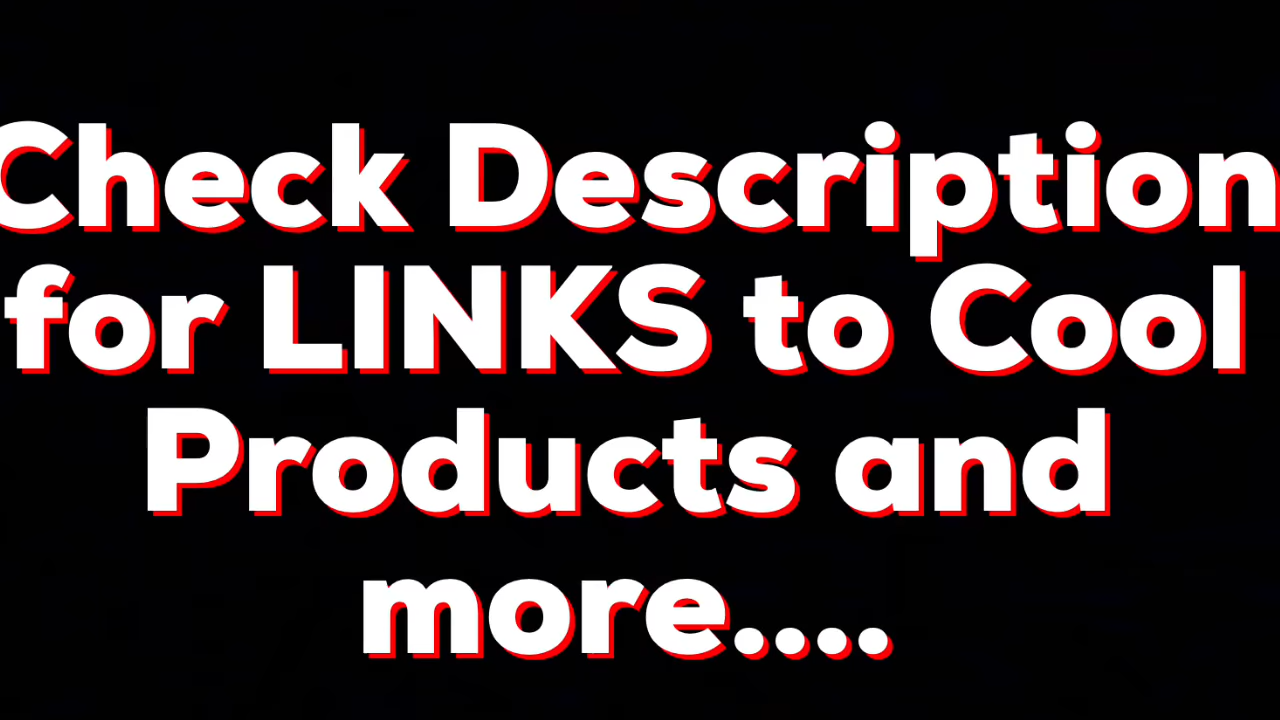 Check Description
for LINKS to Cool
Products and
more....